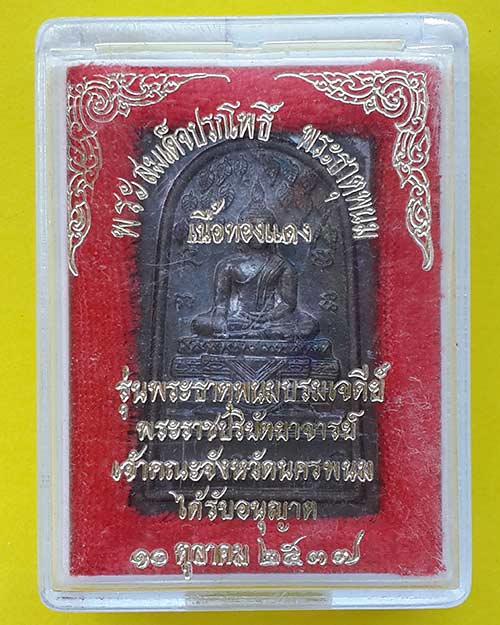 พระสมเด็จปรกโพธิ์ พระธาตุพนม
เนื้อทองแดง
รุ่นพระธาตุพนมบรมเจดีย์
พระราชปริยัตยาจารย์
เจ้าคณะจังหวัดนครพนม
ได้รับอนุญาต
๑๑ ตุลาคม ๒๕๓๗